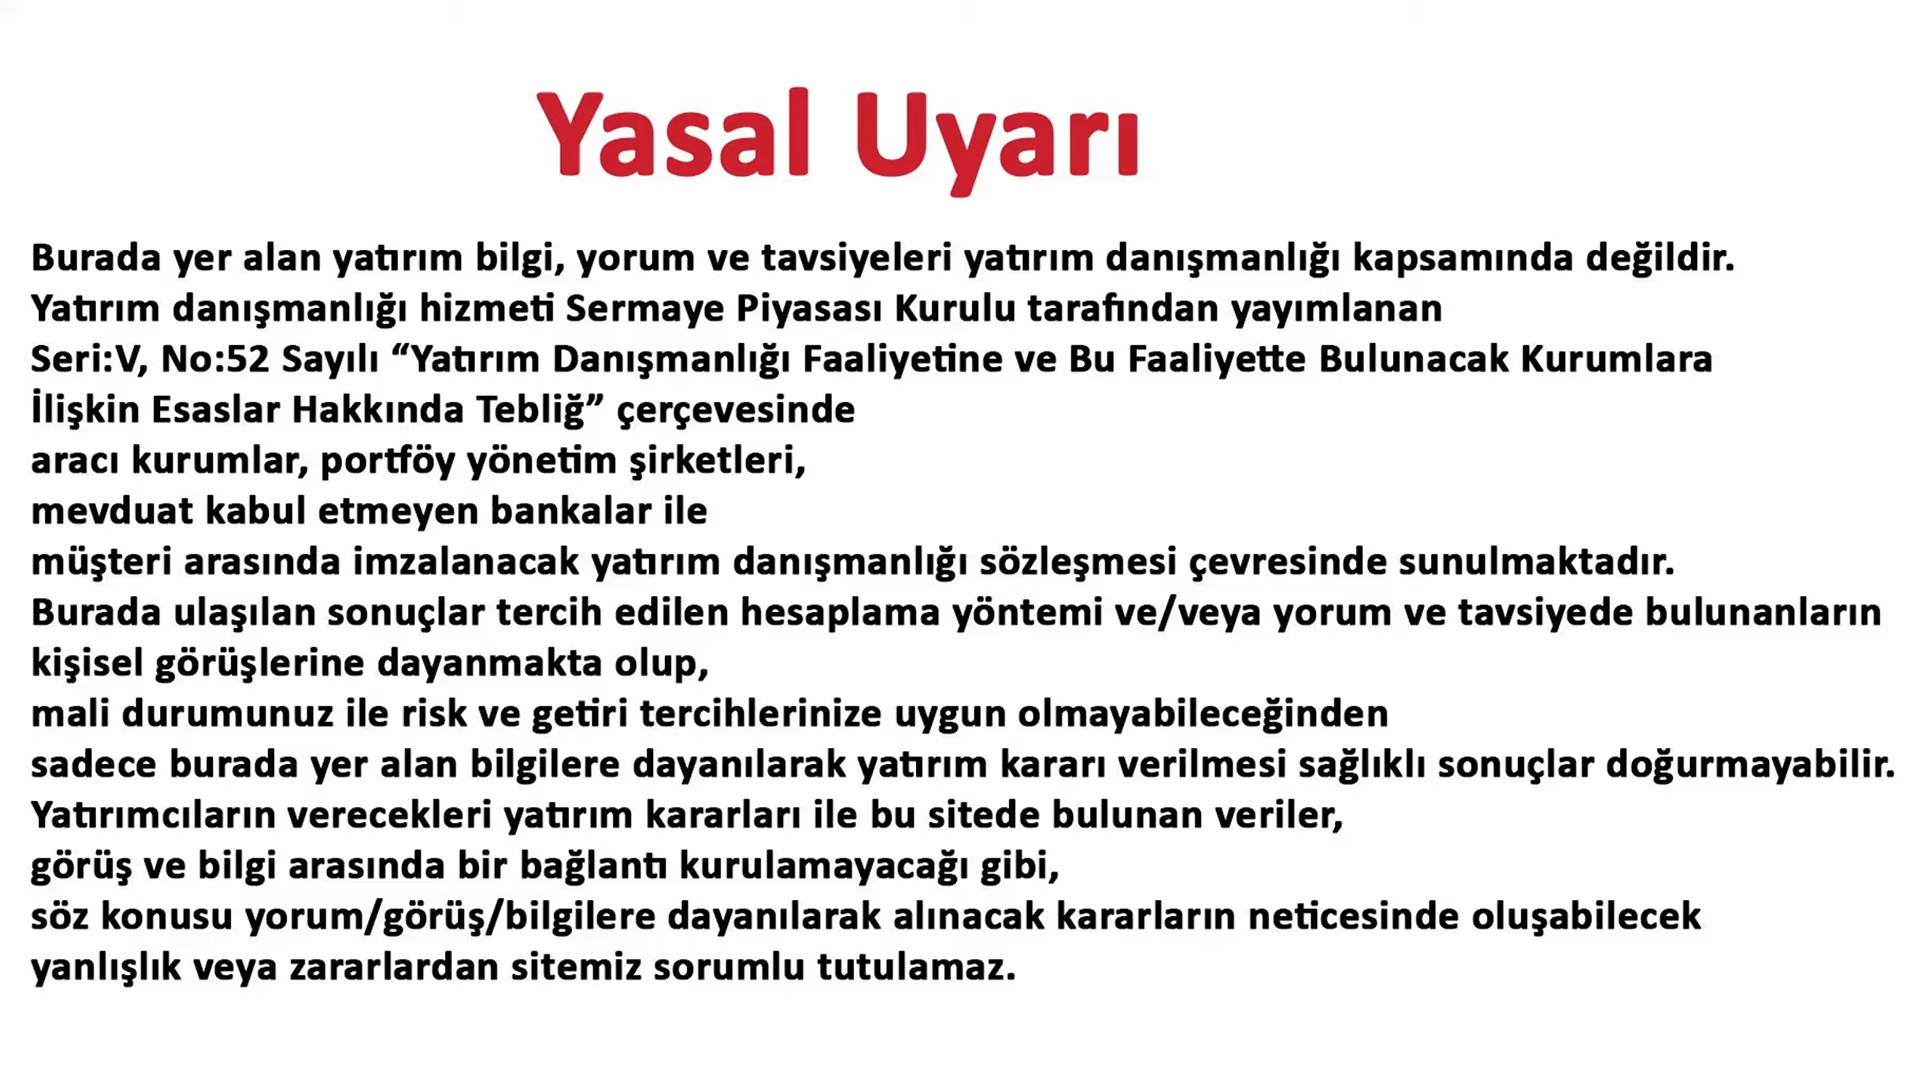 Yasal Uyarı
Burada yer alan yatırım bilgi, yorum ve tavsiyeleri yatırım danışmanlığı kapsamında değildir.
Yatırım danışmanlığı hizmeti Sermaye Piyasası Kurulu tarafından yayımlanan
Seri:V, No:52 Sayılı “Yatırım Danışmanlığı Faaliyetine ve Bu Faaliyette Bulunacak Kurumlara
İlişkin Esaslar Hakkında Tebliğ” çerçevesinde
aracı kurumlar, portföy yönetim şirketleri,
mevduat kabul etmeyen bankalar ile
müşteri arasında imzalanacak yatırım danışmanlığı sözleşmesi çevresinde sunulmaktadır.
Burada ulaşılan sonuçlar tercih edilen hesaplama yöntemi ve/veya yorum ve tavsiyede bulunanların
kişisel görüşlerine dayanmakta olup,
mali durumunuz ile risk ve getiri tercihlerinize uygun olmayabileceğinden
sadece burada yer alan bilgilere dayanılarak yatırım kararı verilmesi sağlıklı sonuçlar doğurmayabilir.
Yatırımcıların verecekleri yatırım kararları ile bu sitede bulunan veriler,
görüş ve bilgi arasında bir bağlantı kurulamayacağı gibi,
söz konusu yorum/görüş/bilgilere dayanılarak alınacak kararların neticesinde oluşabilecek
yanlışlık veya zararlardan sitemiz sorumlu tutulamaz.